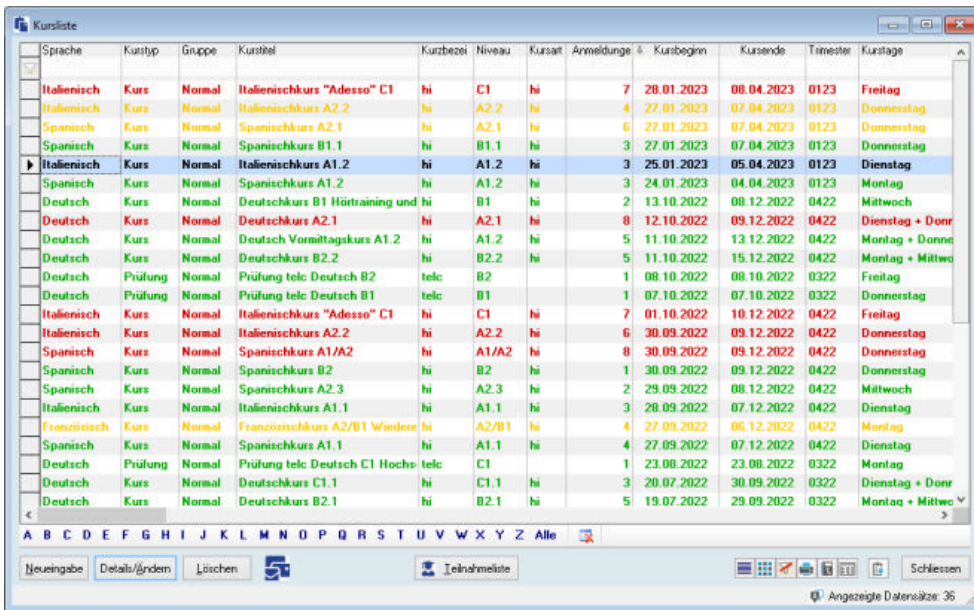 Kursliste
Sprache Kurstyp Gruppe Kurstitel Kurzbezei Niveau Kursart Anmeldunge Kursbeginn Kursende Trimester Kurstage
Italienisch Kurs Normal Italienischkurs "Adesso" C1 hi C1 hi 7 28.01.2023 08.04.2023 0123 Freitag
Italienisch Kurs Normal Italienischkurs A2.2 hi A2.2 hi 4 27.01.2023 07.04.2023 0123 Donnerstag
Spanisch Kurs Normal Spanischkurs A2.1 hi A2.1 hi 6 27.01.2023 07.04.2023 0123 Donnerstag
Spanisch Kurs Normal Spanischkurs B1.1 hi B1.1 hi 3 27.01.2023 07.04.2023 0123 Donnerstag
Italienisch Kurs Normal Italienischkurs A1.2 hi A1.2 hi 3 25.01.2023 05.04.2023 0123 Dienstag
Spanisch Kurs Normal Spanischkurs A1.2 hi A1.2 hi 3 24.01.2023 04.04.2023 0123 Montag
Deutsch Kurs Normal Deutschkurs B1 Hörtraining und hi B1 hi 2 13.10.2022 08.12.2022 0422 Mittwoch
Deutsch Kurs Normal Deutschkurs A2.1 hi A2.1 hi 8 12.10.2022 09.12.2022 0422 Dienstag + Donr
Deutsch Kurs Normal Deutsch Vormittagskurs A1.2 hi A1.2 hi 5 11.10.2022 13.12.2022 0422 Montag + Donne
Deutsch Kurs Normal Deutschkurs B2.2 hi B2.2 hi 5 11.10.2022 15.12.2022 0422 Montag + Mittwo
Deutsch Prüfung Normal Prüfung telc Deutsch B2 telc B2 1 08.10.2022 08.10.2022 0322 Freitag
Deutsch Prüfung Normal Prüfung telc Deutsch B1 telc B1 1 07.10.2022 07.10.2022 0322 Donnerstag
Italienisch Kurs Normal Italienischkurs "Adesso" C1 hi C1 hi 7 01.10.2022 10.12.2022 0422 Freitag
Italienisch Kurs Normal Italienischkurs A2.2 hi A2.2 hi 6 30.09.2022 09.12.2022 0422 Donnerstag
Spanisch Kurs Normal Spanischkurs A1/A2 hi A1/A2 hi 8 30.09.2022 09.12.2022 0422 Donnerstag
Spanisch Kurs Normal Spanischkurs B2 hi B2 hi 1 30.09.2022 09.12.2022 0422 Donnerstag
Spanisch Kurs Normal Spanischkurs A2.3 hi A2.3 hi 2 29.09.2022 08.12.2022 0422 Mittwoch
Italienisch Kurs Normal Italienischkurs A1.1 hi A1.1 hi 3 28.09.2022 07.12.2022 0422 Dienstag
Französisch Kurs Normal Französischkurs A2/B1 Wiedere hi A2/B1 hi 4 27.09.2022 06.12.2022 0422 Montag
Spanisch Kurs Normal Spanischkurs A1.1 hi A1.1 hi 4 27.09.2022 07.12.2022 0422 Dienstag
Deutsch Prüfung Normal Prüfung telc Deutsch C1 Hochs telc C1 1 23.08.2022 23.08.2022 0322 Montag
Deutsch Kurs Normal Deutschkurs C1.1 hi C1.1 hi 3 20.07.2022 30.09.2022 0322 Dienstag + Donr
Deutsch Kurs Normal Deutschkurs B2.1 hi B2.1 hi 5 19.07.2022 29.09.2022 0322 Montag + Mittwo
A B C D E F G H I J K L M N O P Q R S T U V W X Y Z Alle
Neueingabe Details/Ändern Löschen Teilnahmeliste Schliessen
Angezeigte Datensätze: 36